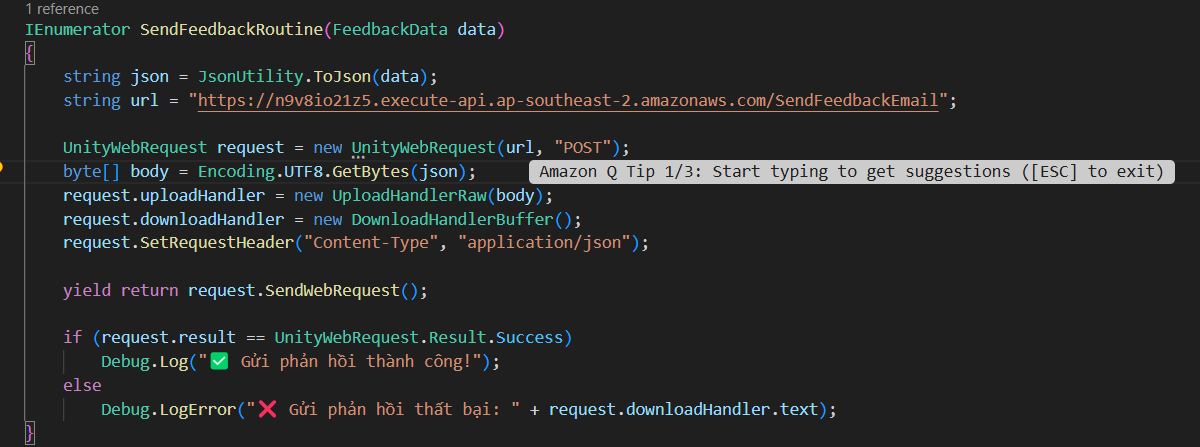 1 reference
IEnumerator SendFeedbackRoutine(FeedbackData data)
{
string json = JsonUtility.ToJson(data);
string url = "https://n9v8io21z5.execute-api.ap-southeast-2.amazonaws.com/SendFeedbackEmail";
UnityWebRequest request = new UnityWebRequest(url, "POST");
byte[] body = Encoding.UTF8.GetBytes(json); Amazon Q Tip 1/3: Start typing to get suggestions ([ESC] to exit)
request.uploadHandler = new UploadHandlerRaw(body);
request.downloadHandler = new DownloadHandlerBuffer();
request.SetRequestHeader("Content-Type", "application/json");
yield return request.SendWebRequest();
if (request.result == UnityWebRequest.Result.Success)
Debug.Log("✅ Gửi phản hồi thành công!");
else
Debug.LogError("❌ Gửi phản hồi thất bại: " + request.downloadHandler.text);
}